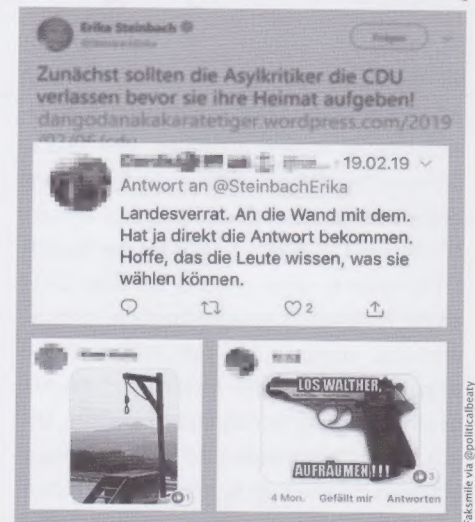 Erika Steinbach
@SteinbachErika
Folgen
Zunächst sollten die Asylkritiker die CDU
verlassen bevor sie ihre Heimat aufgeben!
dangodanakakaratetiger.wordpress.com/2019
19.02.19
Antwort an @SteinbachErika
Landesverrat. An die Wand mit dem.
Hat ja direkt die Antwort bekommen.
Hoffe, das die Leute wissen, was sie
wählen können.
2
1
LOS WALTHER,
AUFRÄUMEN!!!
3
4 Mon. Gefällt mir Antworten
aksmile via @politicalbeaty